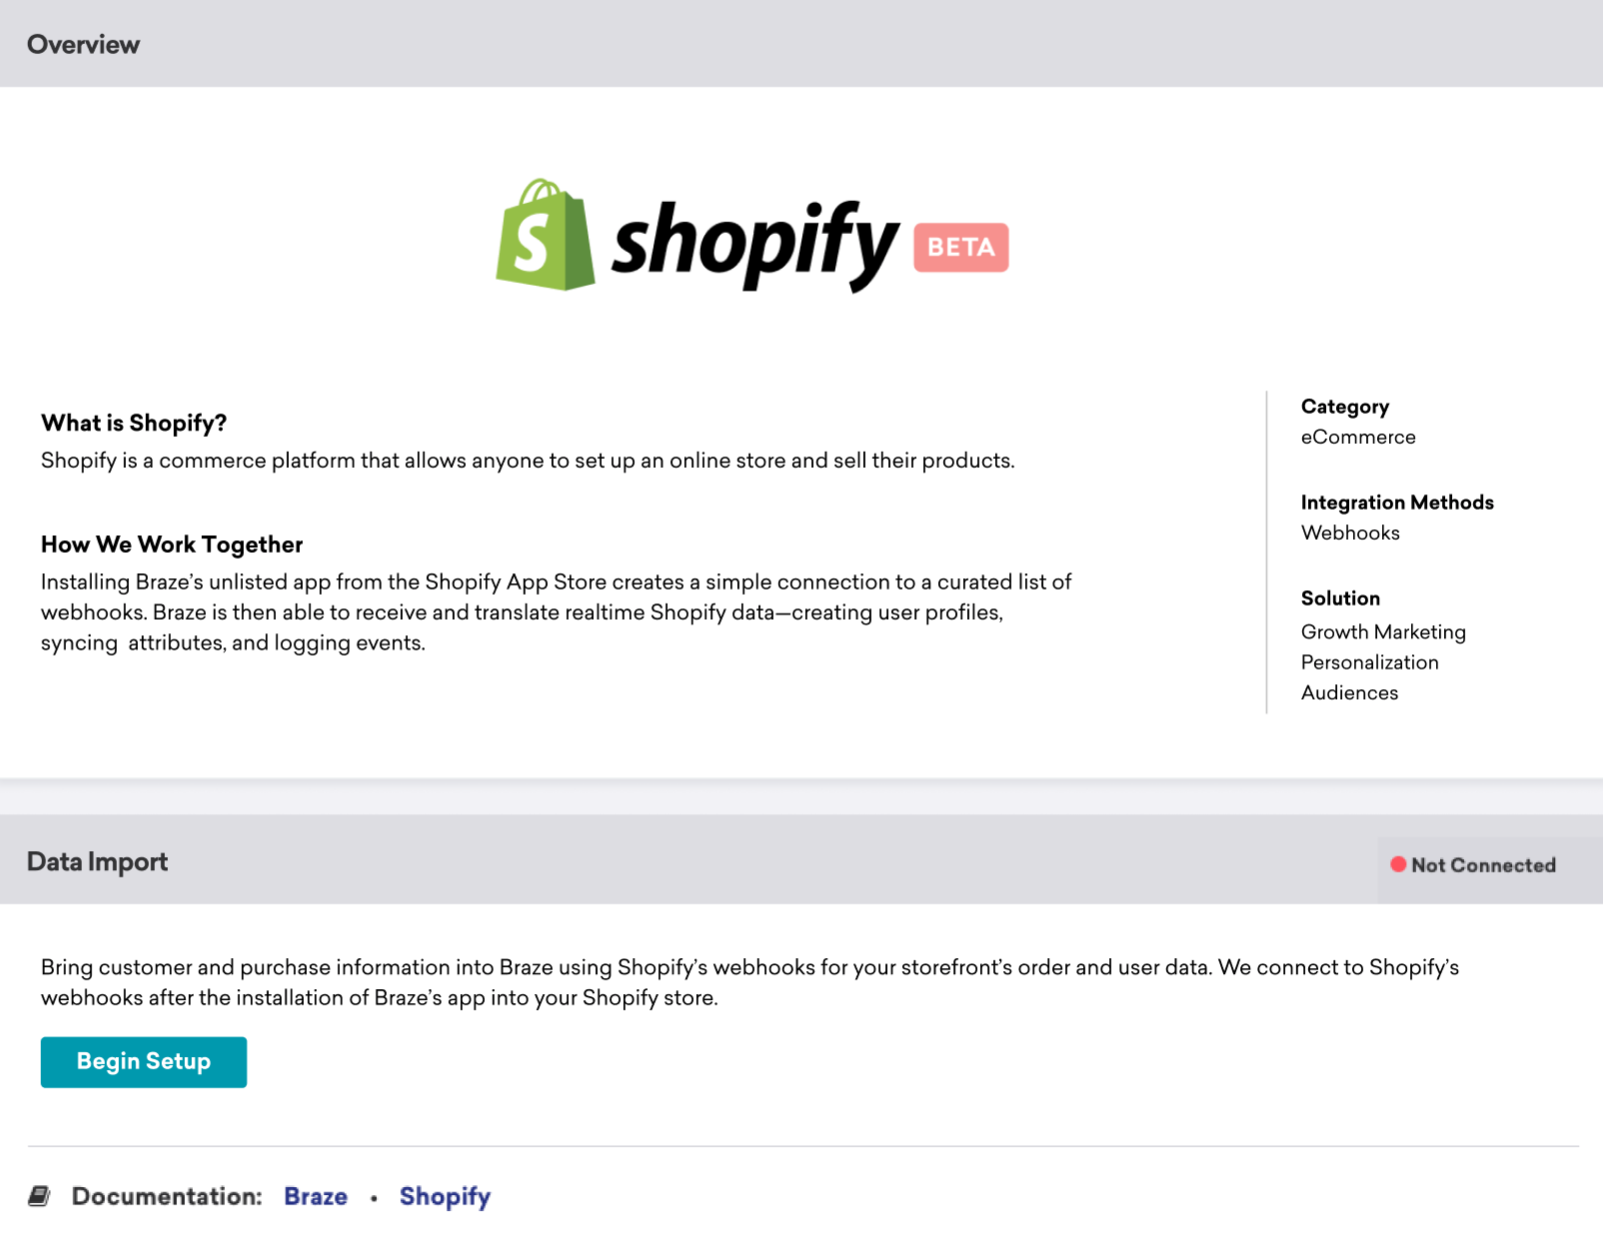 Overview
S shopify BETA
What is Shopify?
Shopify is a commerce platform that allows anyone to set up an online store and sell their products.
How We Work Together
Installing Braze’s unlisted app from the Shopify App Store creates a simple connection to a curated list of
webhooks. Braze is then able to receive and translate realtime Shopify data—creating user profiles,
syncing  attributes, and logging events.
Category
eCommerce
Integration Methods
Webhooks
Solution
Growth Marketing
Personalization
Audiences
Data Import
Not Connected
Bring customer and purchase information into Braze using Shopify’s webhooks for your storefront’s order and user data. We connect to Shopify’s
webhooks after the installation of Braze’s app into your Shopify store.
Begin Setup
Documentation: Braze • Shopify